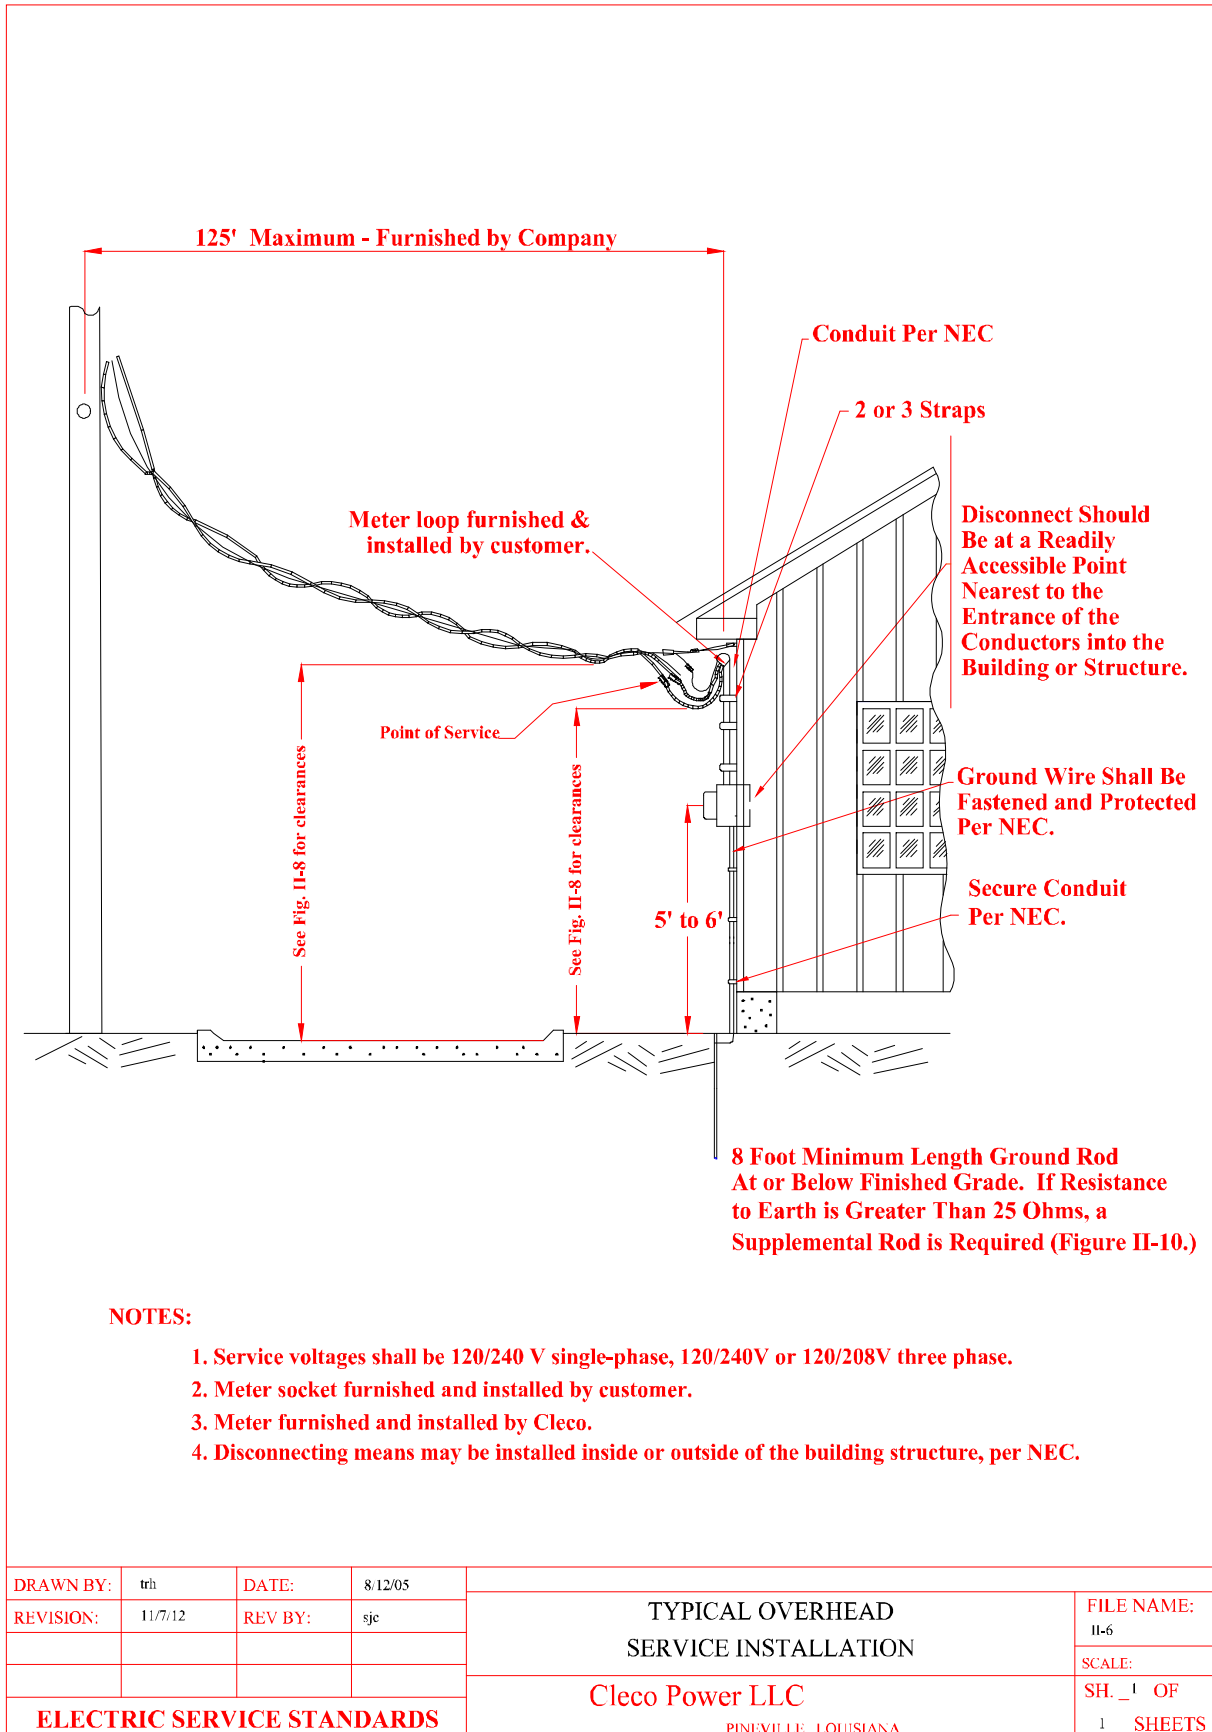 125' Maximum - Furnished by Company
Conduit Per NEC
2 or 3 Straps
Meter loop furnished &
installed by customer.
Disconnect Should
Be at a Readily
Accessible Point
Nearest to the
Entrance of the
Conductors into the
Building or Structure.
Point of Service
See Fig. II-8 for clearances
See Fig. II-8 for clearances
Ground Wire Shall Be
Fastened and Protected
Per NEC.
5' to 6'
Secure Conduit
Per NEC.
8 Foot Minimum Length Ground Rod
At or Below Finished Grade. If Resistance
to Earth is Greater Than 25 Ohms, a
Supplemental Rod is Required (Figure II-10.)
NOTES:
1. Service voltages shall be 120/240 V single-phase, 120/240V or 120/208V three phase.
2. Meter socket furnished and installed by customer.
3. Meter furnished and installed by Cleco.
4. Disconnecting means may be installed inside or outside of the building structure, per NEC.
DRAWN BY: trh DATE: 8/12/05
REVISION: 11/7/12 REV BY: sjc
ELECTRIC SERVICE STANDARDS
TYPICAL OVERHEAD
SERVICE INSTALLATION
Cleco Power LLC
PINEVILLE, LOUISIANA
FILE NAME:
II-6
SCALE:
SH. _1 OF
1 SHEETS